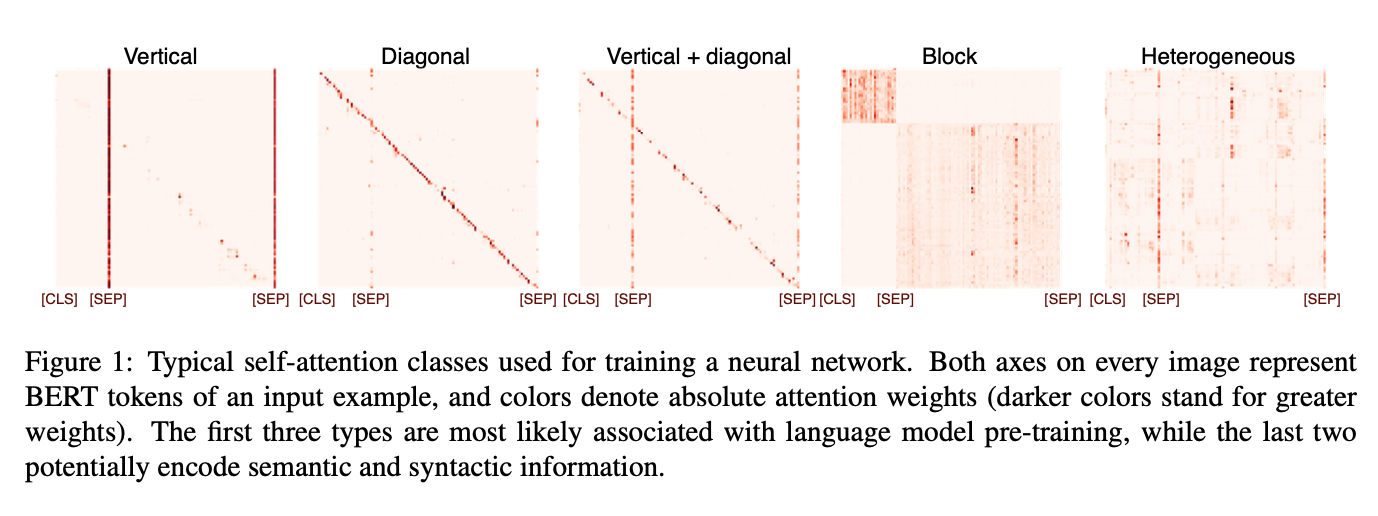 Vertical Diagonal Vertical + diagonal Block Heterogeneous
[CLS] [SEP] [SEP] [CLS] [SEP] [SEP] [CLS] [SEP] [SEP] [CLS] [SEP] [SEP] [CLS] [SEP] [SEP]
Figure 1: Typical self-attention classes used for training a neural network. Both axes on every image represent
BERT tokens of an input example, and colors denote absolute attention weights (darker colors stand for greater
weights). The first three types are most likely associated with language model pre-training, while the last two
potentially encode semantic and syntactic information.